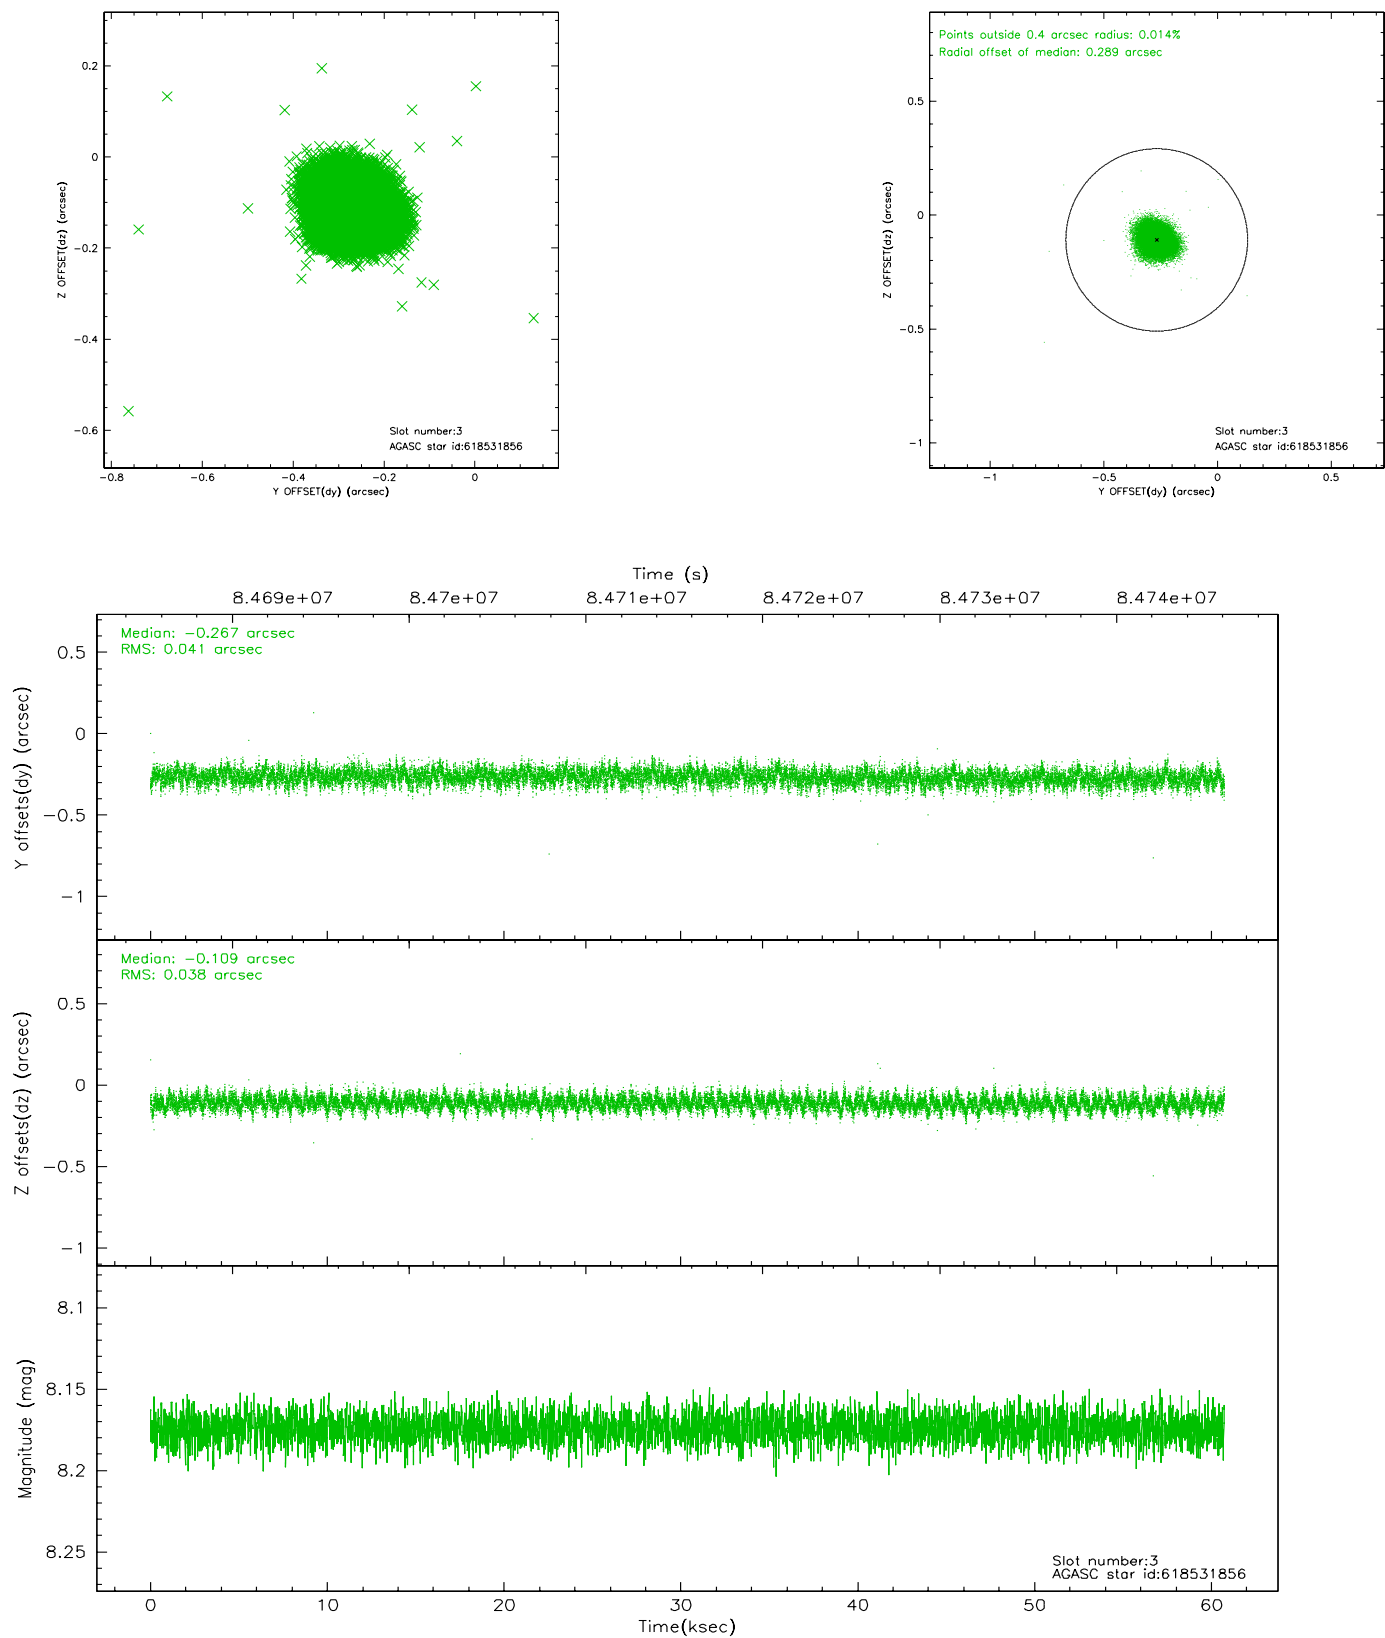 0.2
0
−0.2
−0.4
−0.6
Z OFFSET(dz) (arcsec)
Slot number:3
AGASC star id:618531856
−0.8
−0.6
−0.4
−0.2
0
Y OFFSET(dy) (arcsec)
Points outside 0.4 arcsec radius: 0.014%
Radial offset of median: 0.289 arcsec
0.5
0
−0.5
−1
Z OFFSET(dz) (arcsec)
Slot number:3
AGASC star id:618531856
−1
−0.5
0
0.5
Y OFFSET(dy) (arcsec)
Time (s)
8.469e+07
8.47e+07
8.471e+07
8.472e+07
8.473e+07
8.474e+07
Median: −0.267 arcsec
RMS: 0.041 arcsec
0.5
0
−0.5
−1
Y offsets(dy) (arcsec)
Median: −0.109 arcsec
RMS: 0.038 arcsec
0.5
0
−0.5
−1
Z offsets(dz) (arcsec)
8.1
8.15
8.2
8.25
Magnitude (mag)
Slot number:3
AGASC star id:618531856
0
10
20
30
40
50
60
Time(ksec)